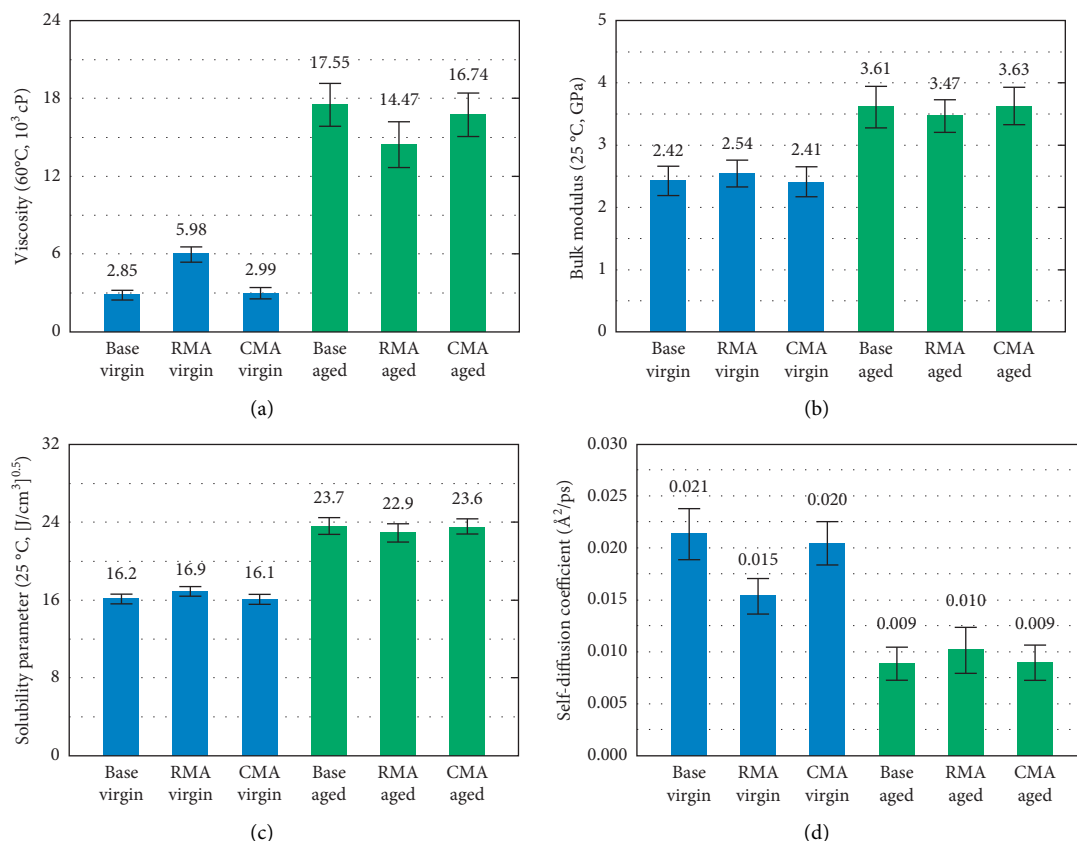 Viscosity (60°C, 10³ cP)
24
18
12
6
0
2.85
5.98
2.99
17.55
14.47
16.74
Base virgin
RMA virgin
CMA virgin
Base aged
RMA aged
CMA aged
(a)
Bulk modulus (25 °C, GPa)
5
4
3
2
1
0
2.42
2.54
2.41
3.61
3.47
3.63
Base virgin
RMA virgin
CMA virgin
Base aged
RMA aged
CMA aged
(b)
Solubility parameter (25 °C, [J/cm³]⁰·⁵)
32
24
16
8
0
16.2
16.9
16.1
23.7
22.9
23.6
Base virgin
RMA virgin
CMA virgin
Base aged
RMA aged
CMA aged
(c)
Self-diffusion coefficient (Å²/ps)
0.030
0.025
0.020
0.015
0.010
0.005
0.000
0.021
0.015
0.020
0.009
0.010
0.009
Base virgin
RMA virgin
CMA virgin
Base aged
RMA aged
CMA aged
(d)